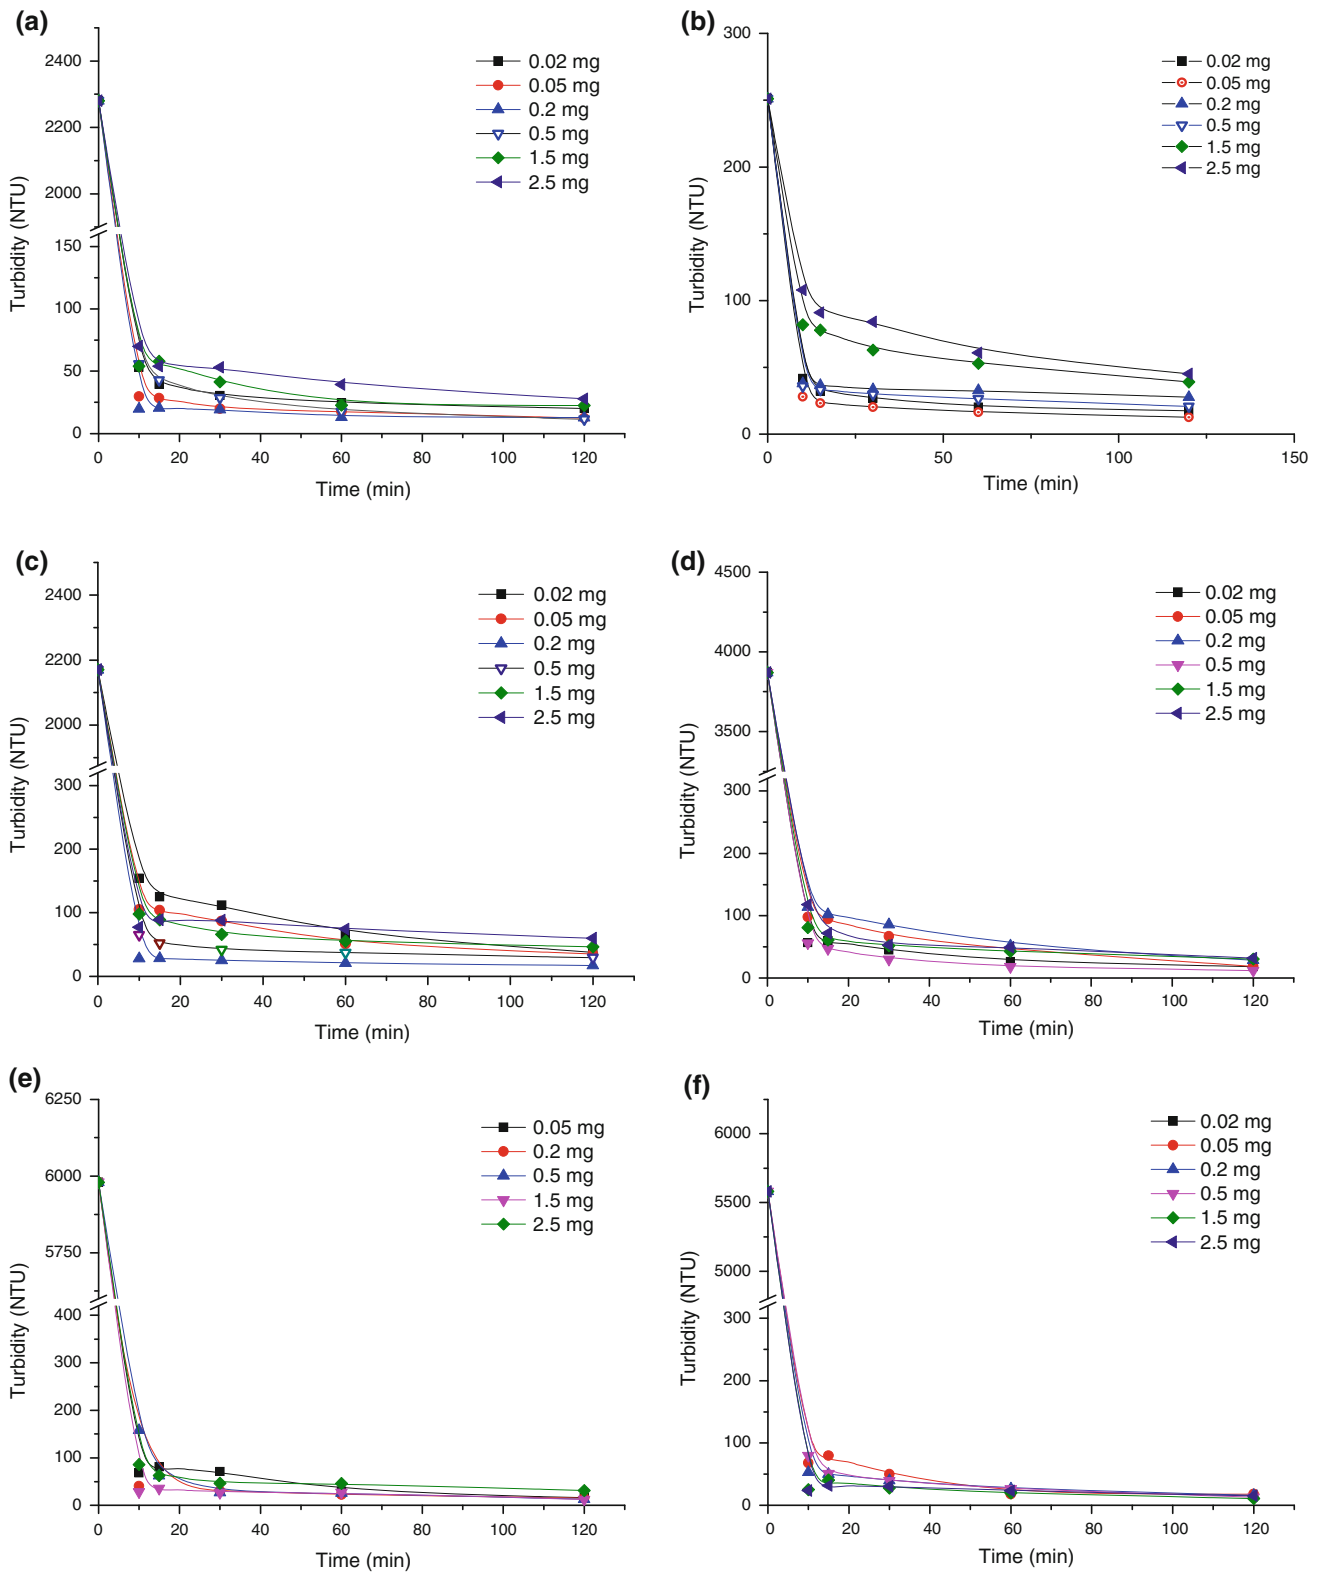 (a)
Turbidity (NTU)
2400
2200
2000
150
100
50
0
0 20 40 60 80 100 120
Time (min)
0.02 mg
0.05 mg
0.2 mg
0.5 mg
1.5 mg
2.5 mg
(b)
Turbidity (NTU)
300
200
100
0
0 50 100 150
Time (min)
0.02 mg
0.05 mg
0.2 mg
0.5 mg
1.5 mg
2.5 mg
(c)
Turbidity (NTU)
2400
2200
2000
300
200
100
0
0 20 40 60 80 100 120
Time (min)
0.02 mg
0.05 mg
0.2 mg
0.5 mg
1.5 mg
2.5 mg
(d)
Turbidity (NTU)
4500
4000
3500
300
200
100
0
0 20 40 60 80 100 120
Time (min)
0.02 mg
0.05 mg
0.2 mg
0.5 mg
1.5 mg
2.5 mg
(e)
Turbidity (NTU)
6250
6000
5750
400
300
200
100
0
0 20 40 60 80 100 120
Time (min)
0.05 mg
0.2 mg
0.5 mg
1.5 mg
2.5 mg
(f)
Turbidity (NTU)
6000
5500
5000
300
200
100
0
0 20 40 60 80 100 120
Time (min)
0.02 mg
0.05 mg
0.2 mg
0.5 mg
1.5 mg
2.5 mg